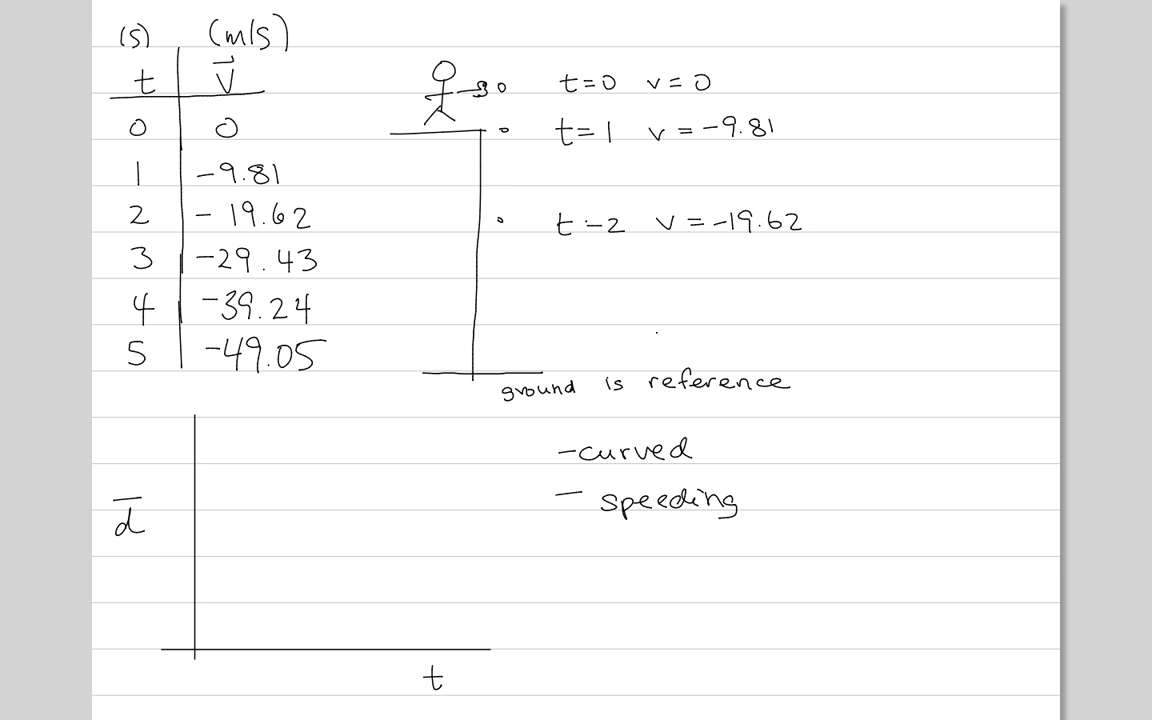 (s) (m/s)
t v
0 0
1 -9.81
2 - 19.62
3 -29.43
4 -39.24
5 -49.05
t=0 v=0
t=1 v=-9.81
t=2 v=-19.62
ground is reference
d
t
-curved
- speeding